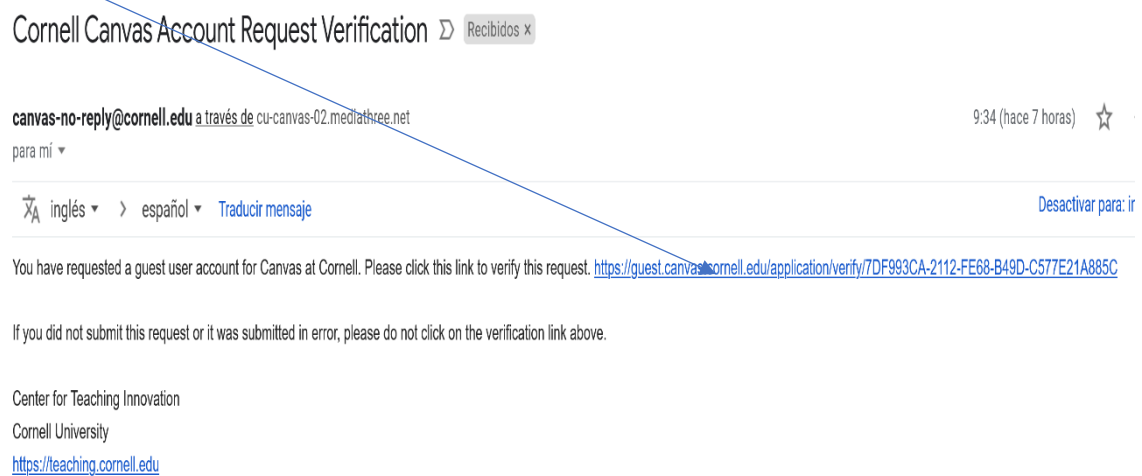 Cornell Canvas Account Request Verification Recibidos ×
canvas-no-reply@cornell.edu a través de cu-canvas-02.mediathree.net 9:34 (hace 7 horas)
para mí
inglés > español Traducir mensaje Desactivar para: in
You have requested a guest user account for Canvas at Cornell. Please click this link to verify this request. https://guest.canvas.cornell.edu/application/verify/7DF993CA-2112-FE68-B49D-C577E21A885C
If you did not submit this request or it was submitted in error, please do not click on the verification link above.
Center for Teaching Innovation
Cornell University
https://teaching.cornell.edu